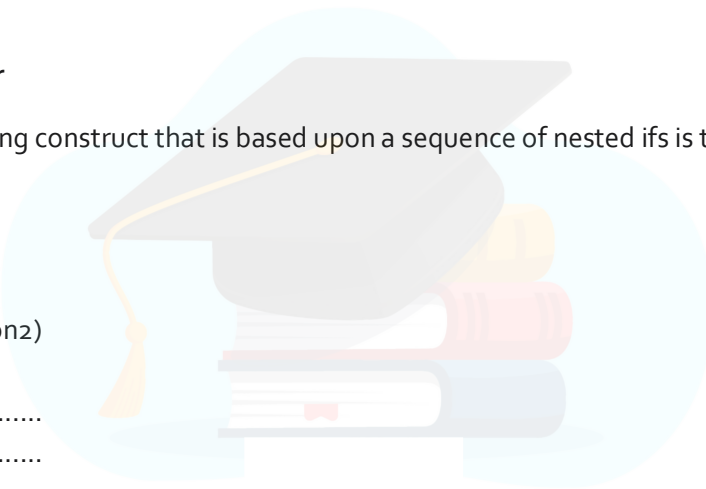 ng construct that is based upon a sequence of nested ifs is t
on2)
......
......